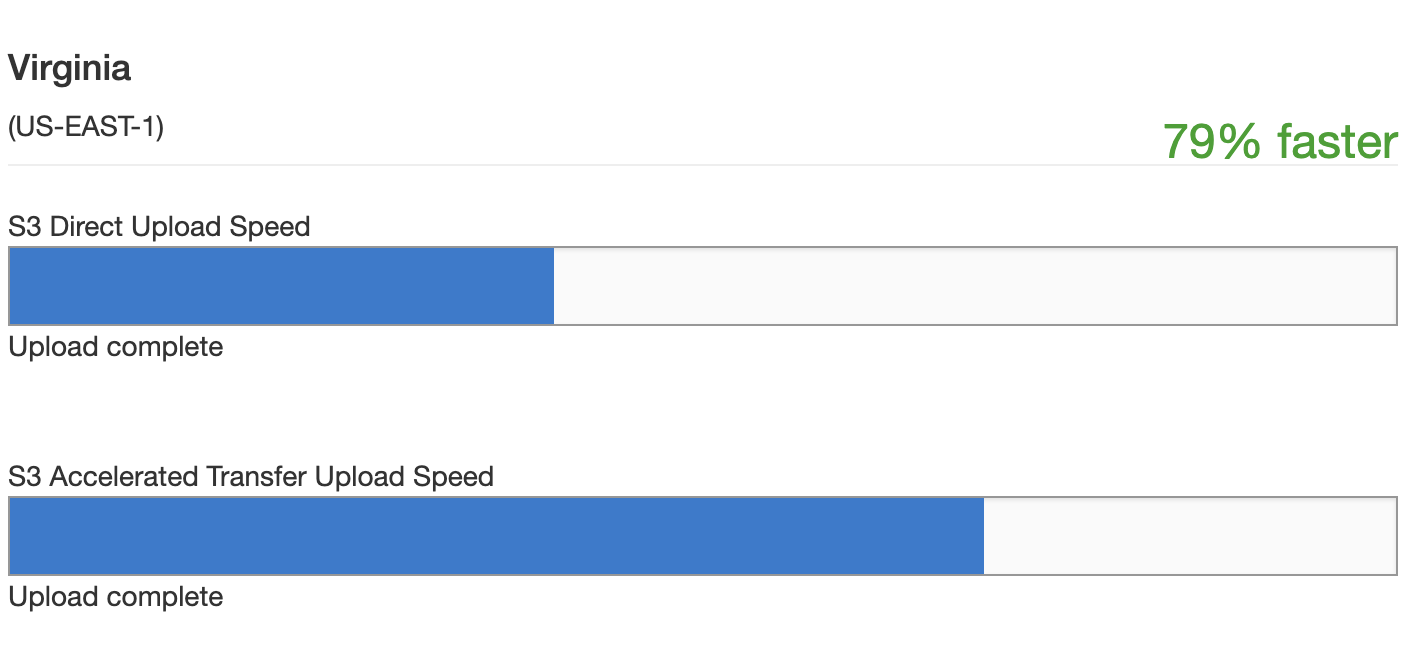 Virginia
(US-EAST-1)
79% faster
S3 Direct Upload Speed
Upload complete
S3 Accelerated Transfer Upload Speed
Upload complete